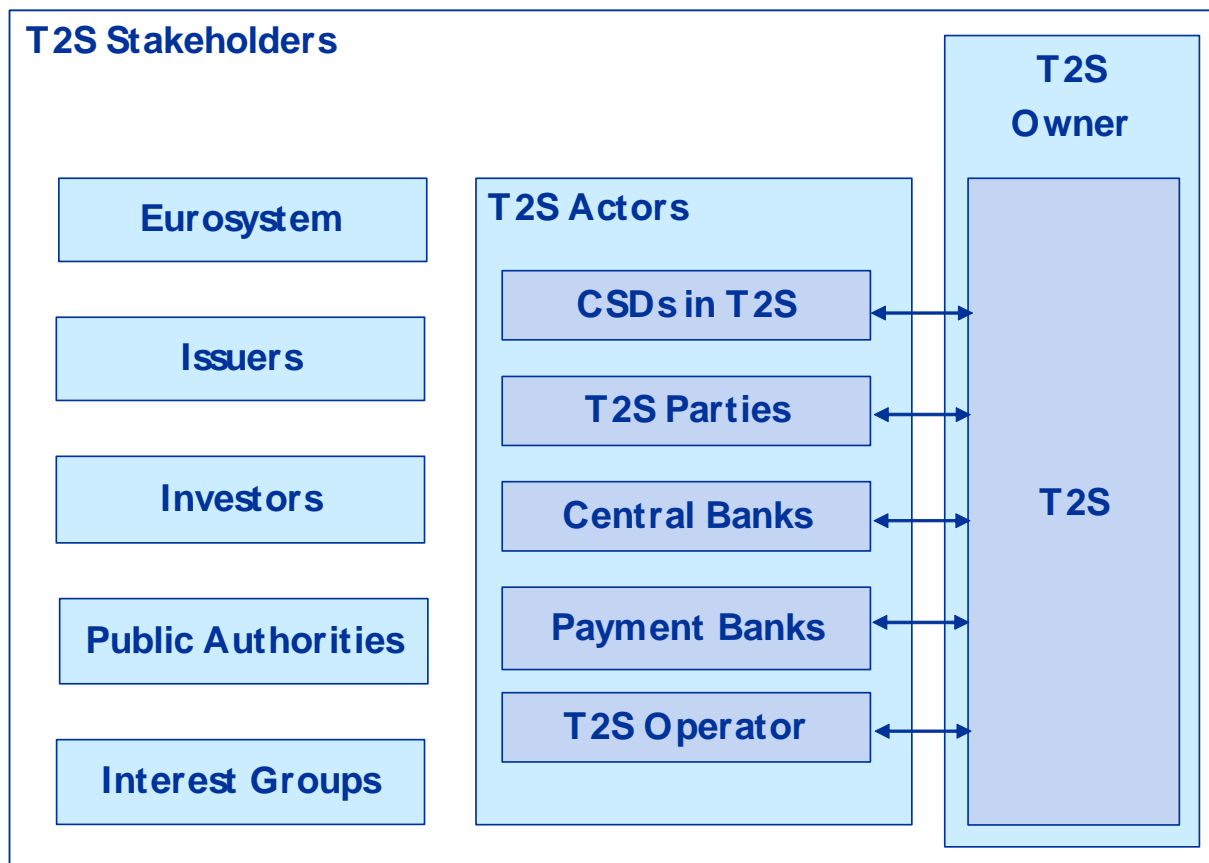 T2S Stakeholders
Eurosystem
Issuers
Investors
Public Authorities
Interest Groups
T2S Actors
CSDs in T2S
T2S Parties
Central Banks
Payment Banks
T2S Operator
T2S
Owner
T2S